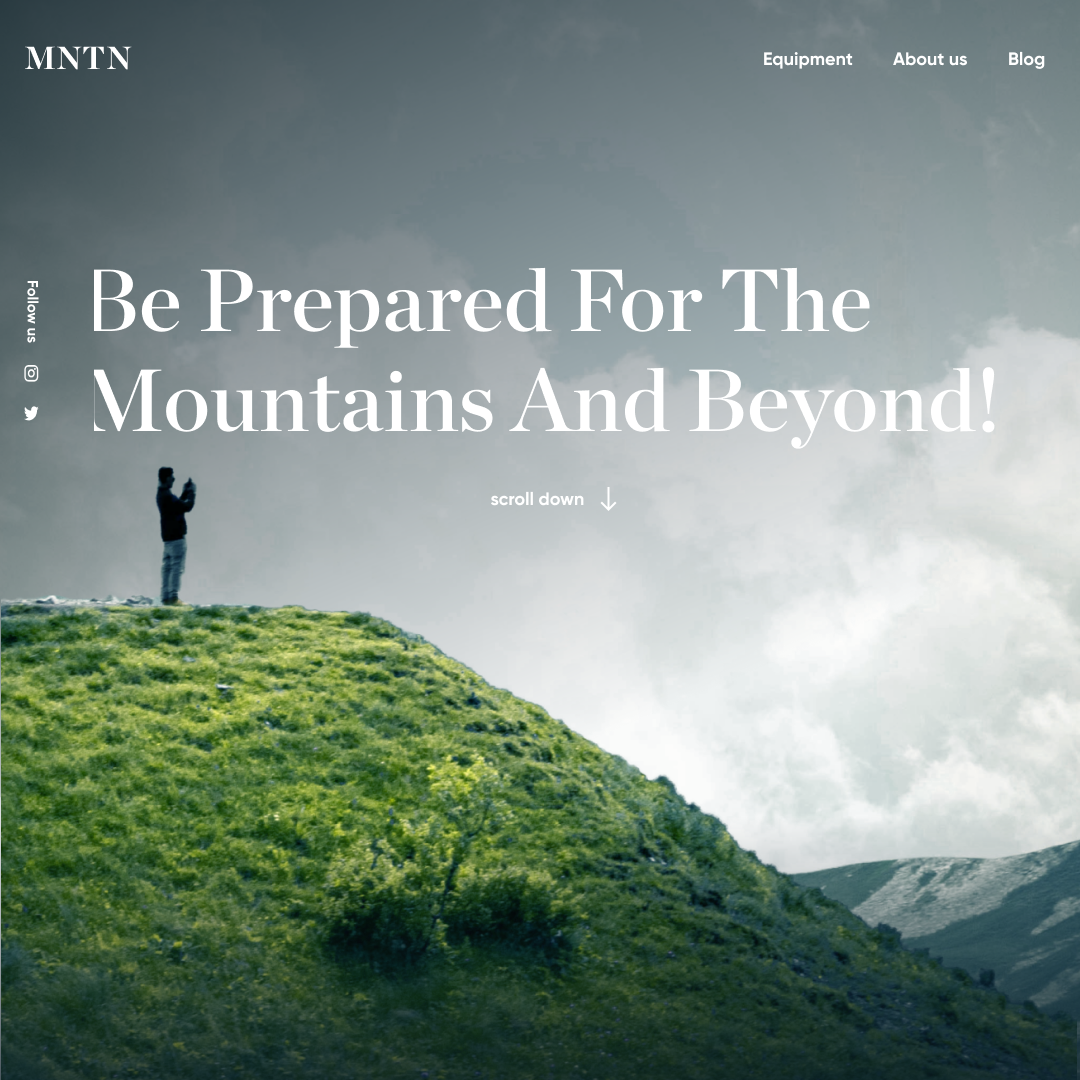 MNTN
Equipment
About us
Blog
Follow us
Be Prepared For The
Mountains And Beyond!
scroll down